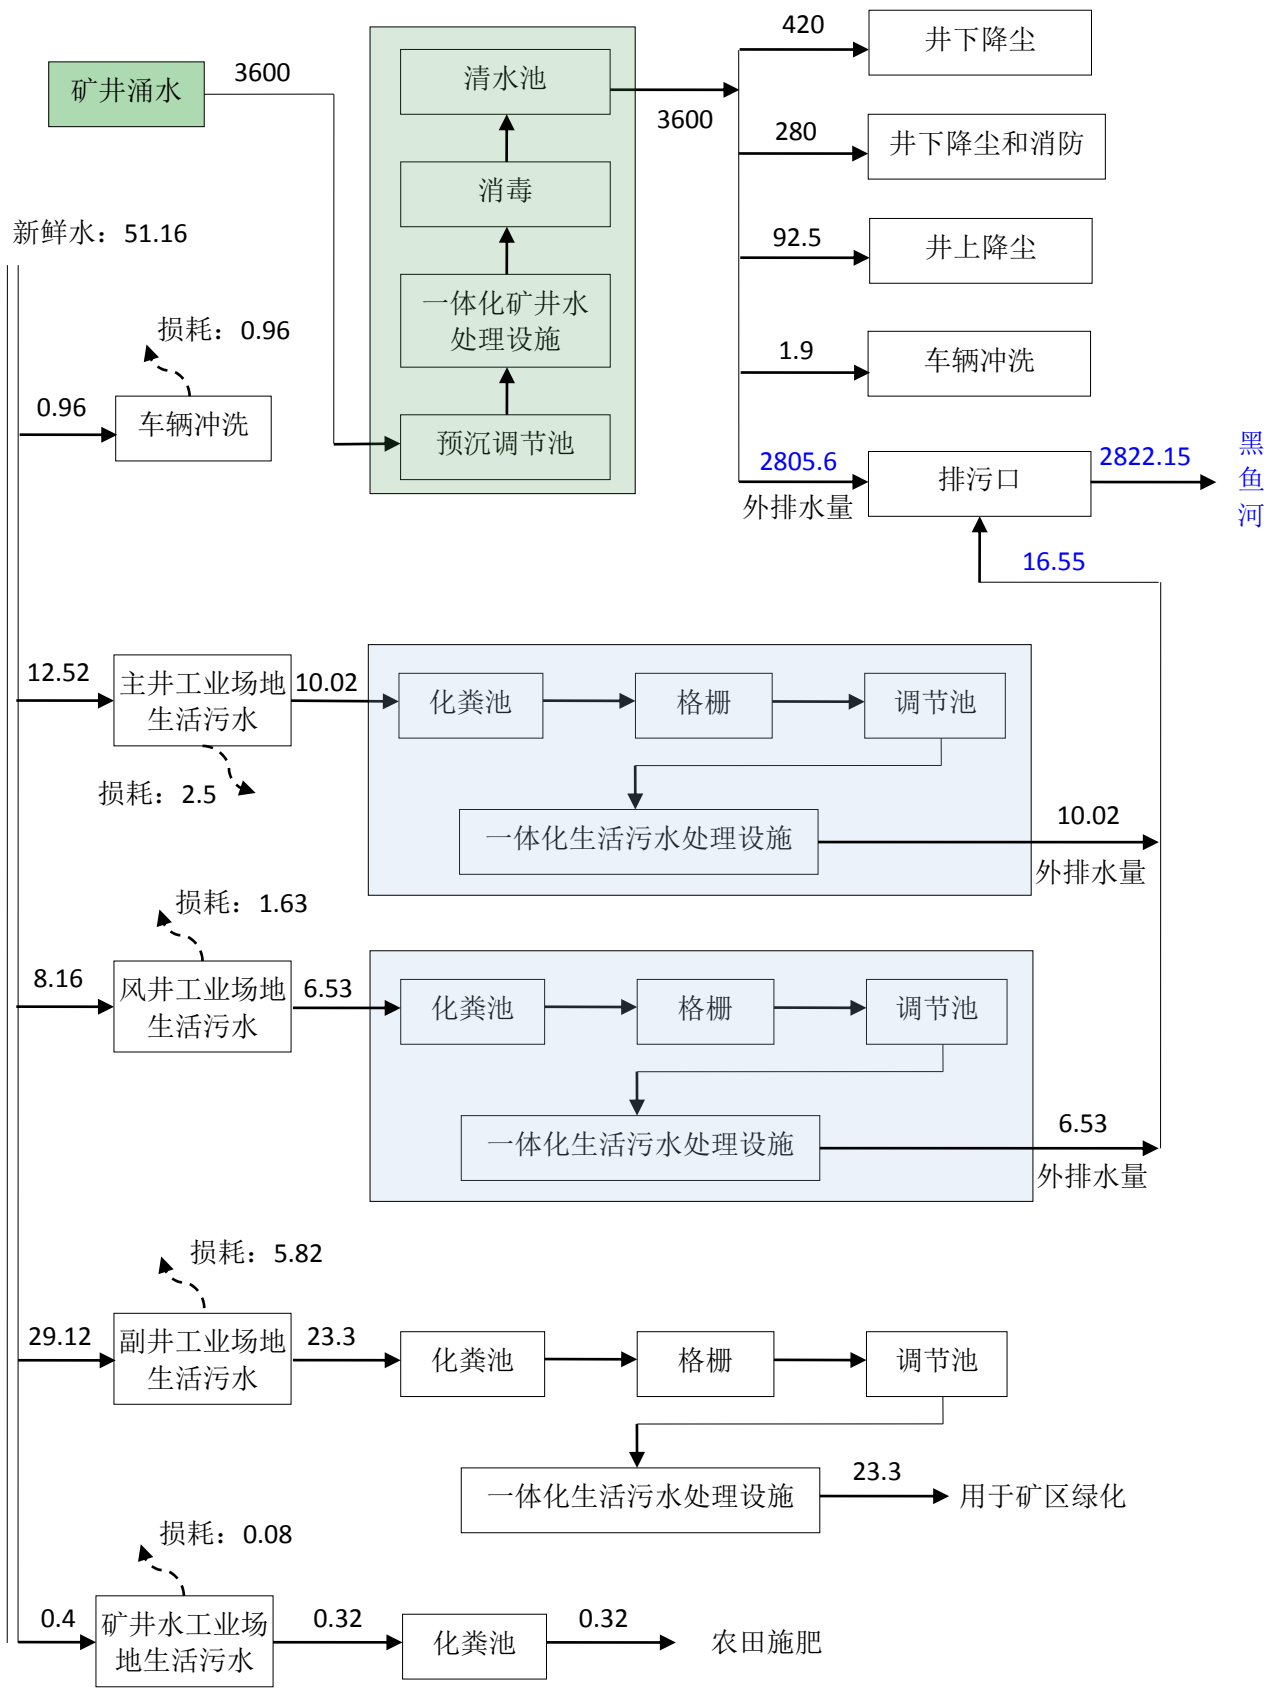 420
井下降尘
矿井涌水
3600
清水池
3600
280
井下降尘和消防
消毒
新鲜水：51.16
92.5
井上降尘
一体化矿井水
处理设施
损耗：0.96
1.9
车辆冲洗
0.96
车辆冲洗
预沉调节池
2805.6
外排水量
排污口
2822.15
黑
鱼
河
16.55
12.52
主井工业场地
生活污水
10.02
化粪池
格栅
调节池
损耗：2.5
一体化生活污水处理设施
10.02
外排水量
损耗：1.63
8.16
风井工业场地
生活污水
6.53
化粪池
格栅
调节池
一体化生活污水处理设施
6.53
外排水量
损耗：5.82
29.12
副井工业场地
生活污水
23.3
化粪池
格栅
调节池
一体化生活污水处理设施
23.3
用于矿区绿化
损耗：0.08
0.4
矿井水工业场
地生活污水
0.32
化粪池
0.32
农田施肥